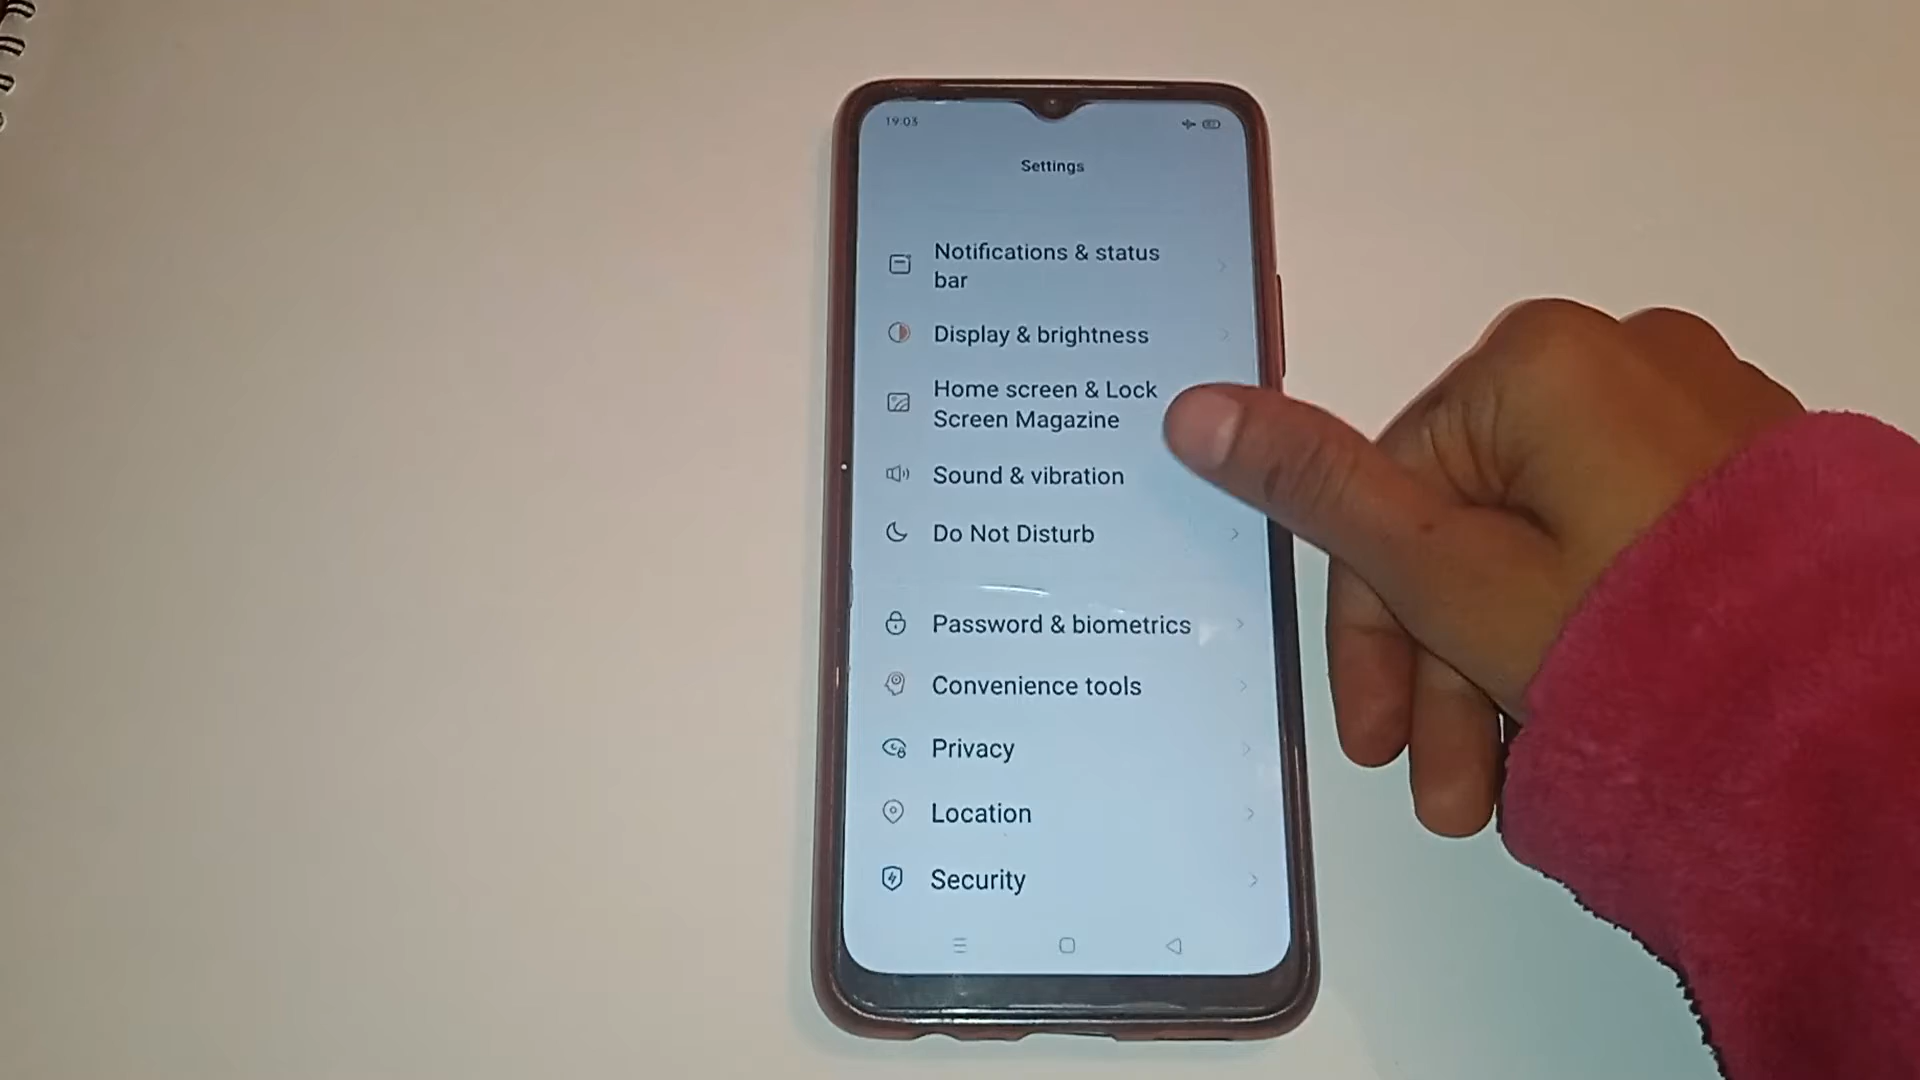 19:03
Settings
Notifications & status
bar
Display & brightness
Home screen & Lock
Screen Magazine
Sound & vibration
Do Not Disturb
Password & biometrics
Convenience tools
Privacy
Location
Security